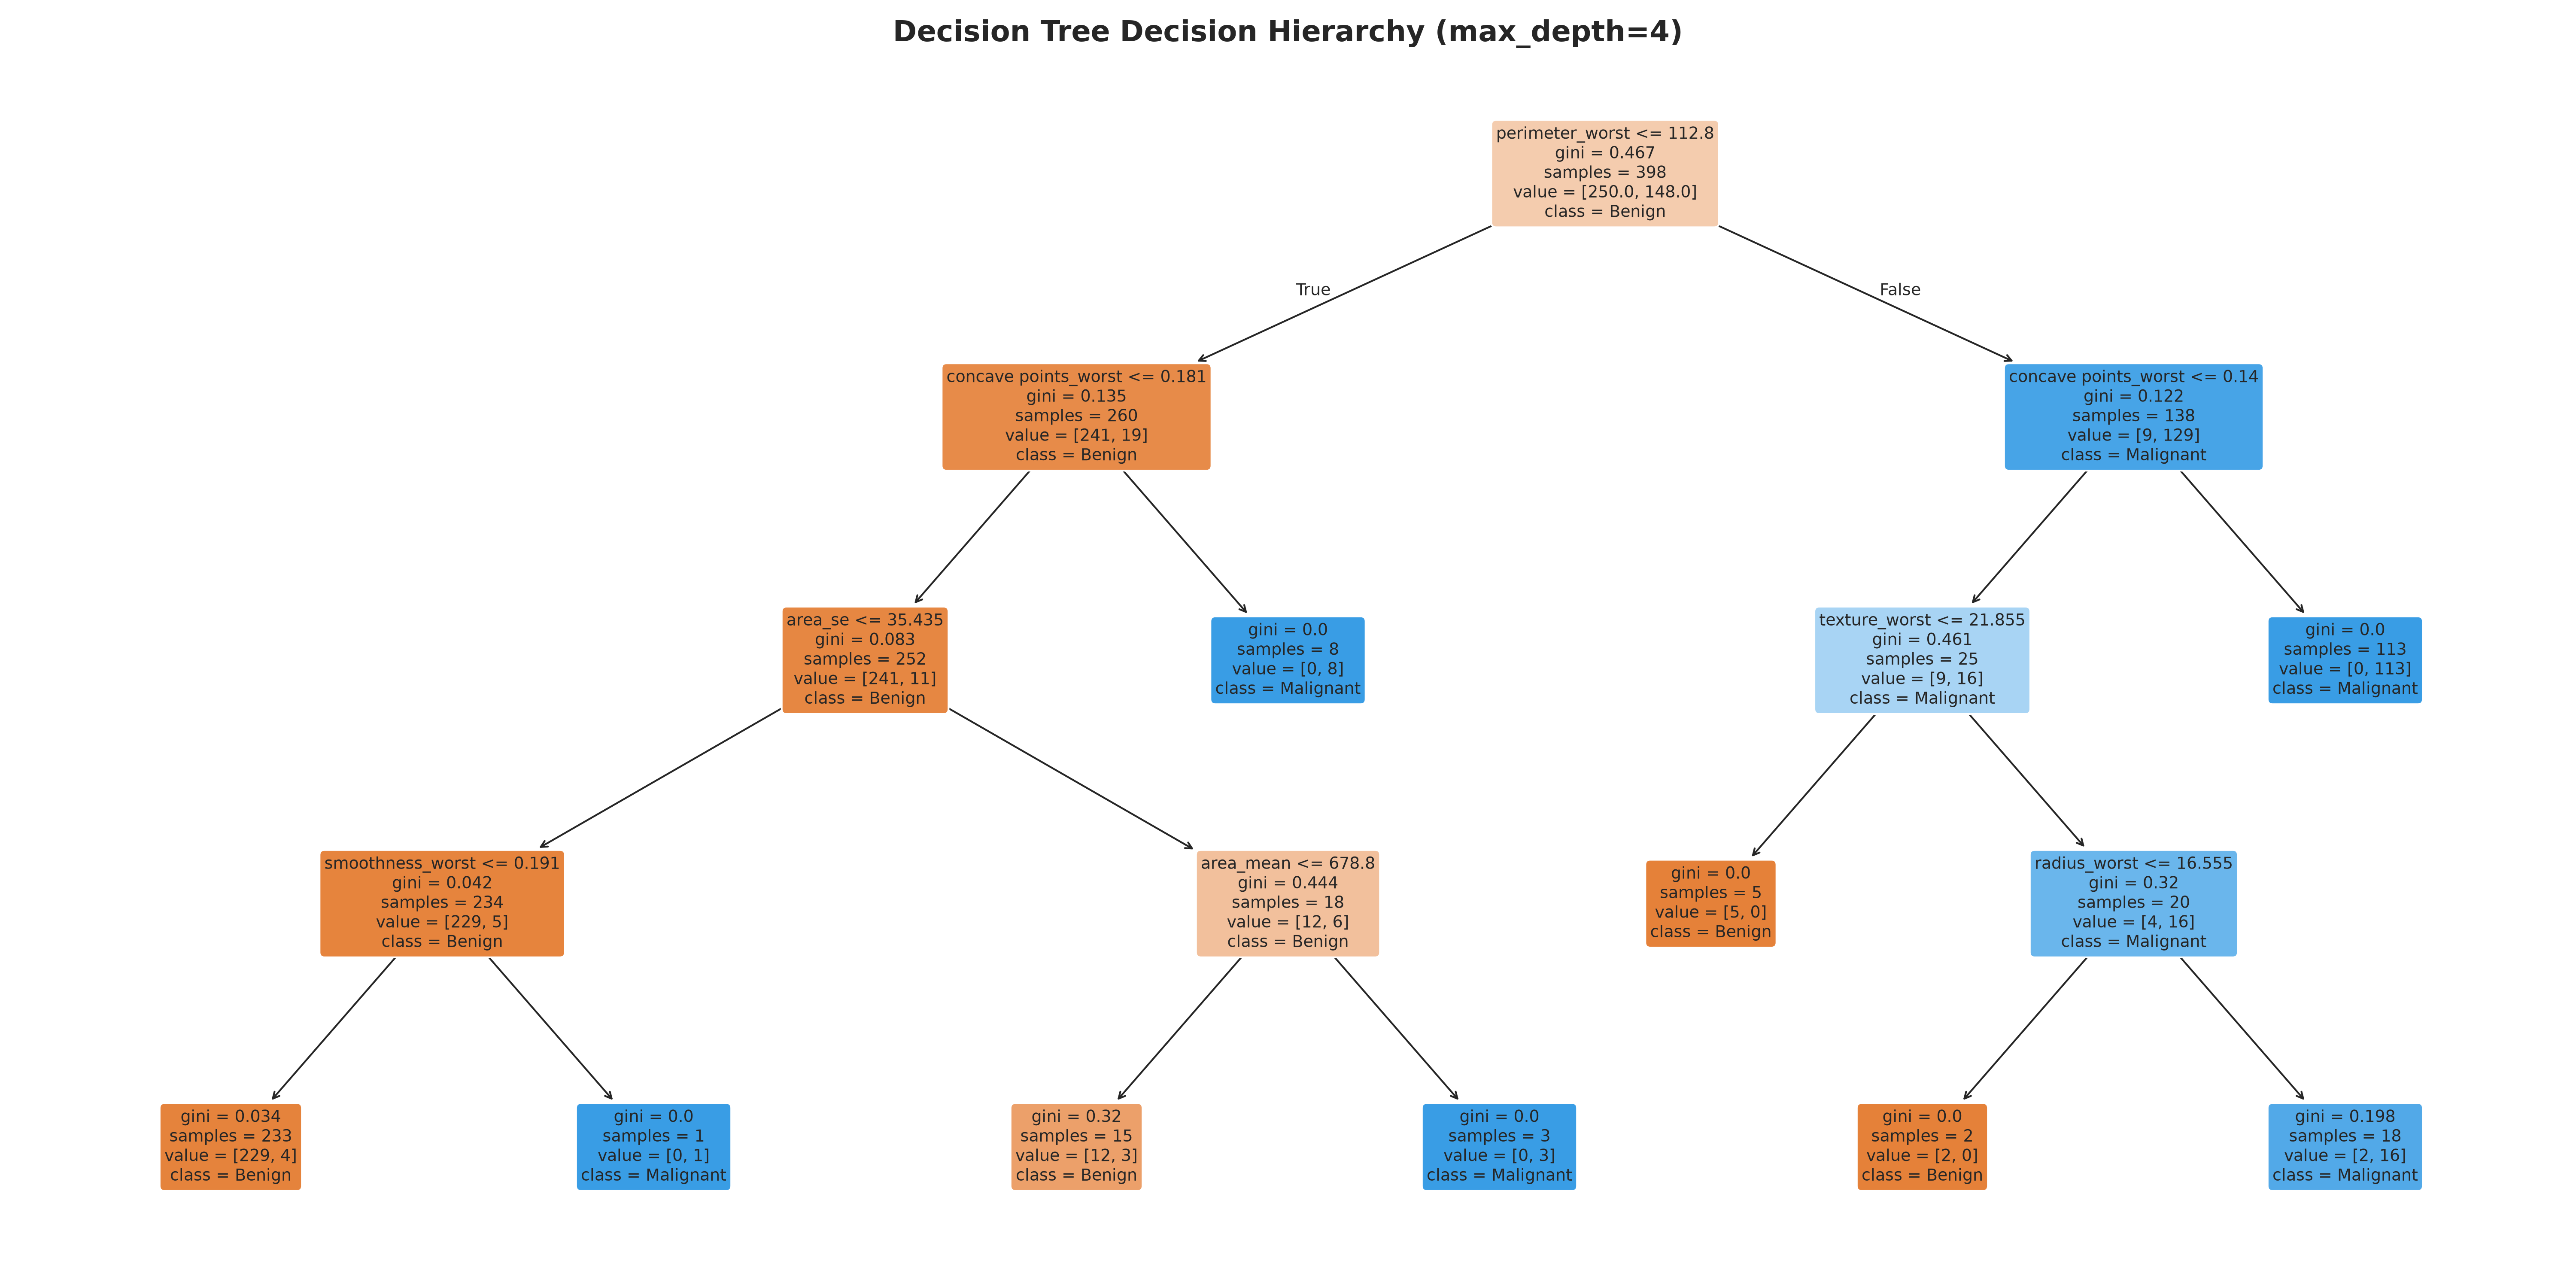 Decision Tree Decision Hierarchy (max_depth=4)
perimeter_worst <= 112.8
gini = 0.467
samples = 398
value = [250.0, 148.0]
class = Benign
True
False
concave points_worst <= 0.181
gini = 0.135
samples = 260
value = [241, 19]
class = Benign
concave points_worst <= 0.14
gini = 0.122
samples = 138
value = [9, 129]
class = Malignant
area_se <= 35.435
gini = 0.083
samples = 252
value = [241, 11]
class = Benign
gini = 0.0
samples = 8
value = [0, 8]
class = Malignant
texture_worst <= 21.855
gini = 0.461
samples = 25
value = [9, 16]
class = Malignant
gini = 0.0
samples = 113
value = [0, 113]
class = Malignant
smoothness_worst <= 0.191
gini = 0.042
samples = 234
value = [229, 5]
class = Benign
area_mean <= 678.8
gini = 0.444
samples = 18
value = [12, 6]
class = Benign
gini = 0.0
samples = 5
value = [5, 0]
class = Benign
radius_worst <= 16.555
gini = 0.32
samples = 20
value = [4, 16]
class = Malignant
gini = 0.034
samples = 233
value = [229, 4]
class = Benign
gini = 0.0
samples = 1
value = [0, 1]
class = Malignant
gini = 0.32
samples = 15
value = [12, 3]
class = Benign
gini = 0.0
samples = 3
value = [0, 3]
class = Malignant
gini = 0.0
samples = 2
value = [2, 0]
class = Benign
gini = 0.198
samples = 18
value = [2, 16]
class = Malignant